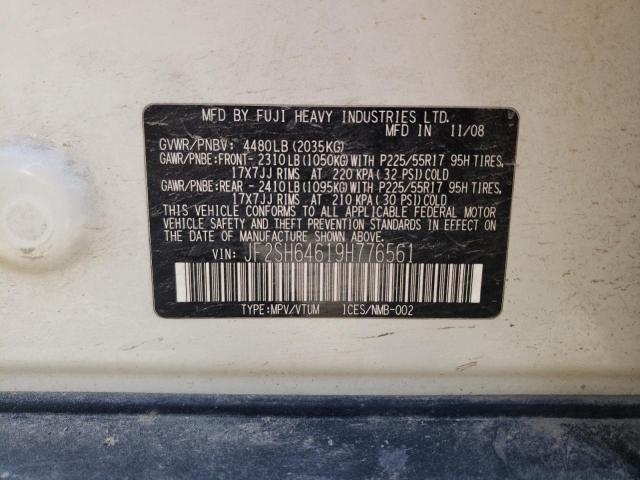 MFD BY FUJI HEAVY INDUSTRIES LTD.
MFD IN 11/08
GVWR/PNBV: 4480LB (2035KG)
GAWR/PNBE:FRONT- 2310LB (1050KG) WITH P225/55R17 95H TIRES,
17X7JJ RIMS AT 220 KPA ( 32 PSI) COLD
GAWR/PNBE:REAR - 2410LB (1095KG) WITH P225/55R17 95H TIRES,
17X7JJ RIMS AT 210 KPA ( 30 PSI) COLD
THIS VEHICLE CONFORMS TO ALL APPLICABLE FEDERAL MOTOR
VEHICLE SAFETY AND THEFT PREVENTION STANDARDS IN EFFECT
ON THE DATE OF MANUFACTURE SHOWN ABOVE.
VIN: JF2SH64619H776561
TYPE:MPV/VTUM ICES/NMB-002